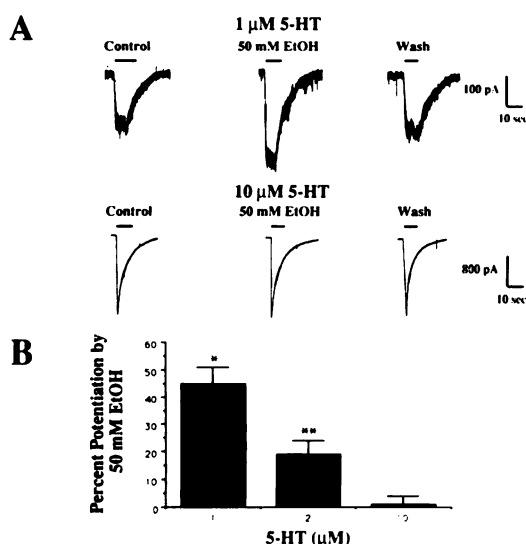 A
1 µM 5-HT
Control
50 mM EtOH
Wash
100 pA
10 sec
10 µM 5-HT
Control
50 mM EtOH
Wash
800 pA
10 sec
B
Percent Potentiation by
50 mM EtOH
60
50
40
30
20
10
0
*
**
1
2
10
5-HT (µM)